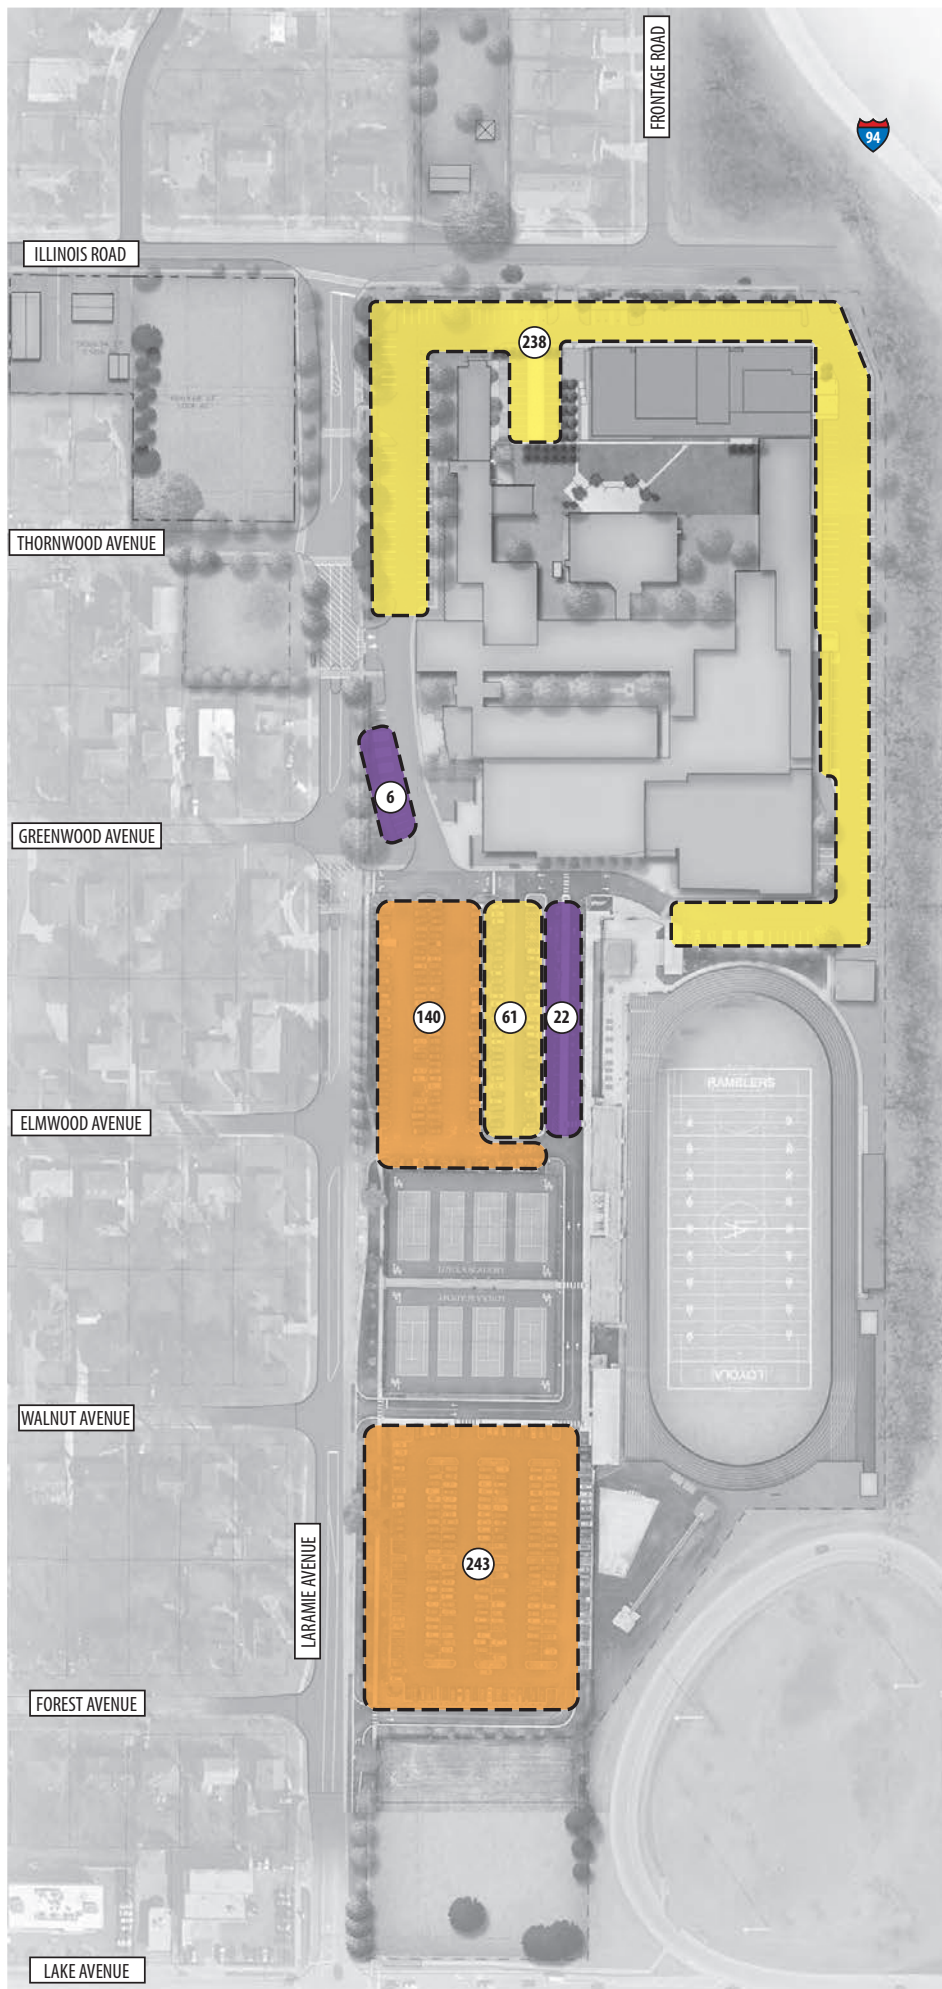 FRONTAGE ROAD
94
ILLINOIS ROAD
238
THORNWOOD AVENUE
6
GREENWOOD AVENUE
140
61
22
RAMBLERS
ELMWOOD AVENUE
LA
LOYOLA
WALNUT AVENUE
LARAMIE AVENUE
243
FOREST AVENUE
LAKE AVENUE